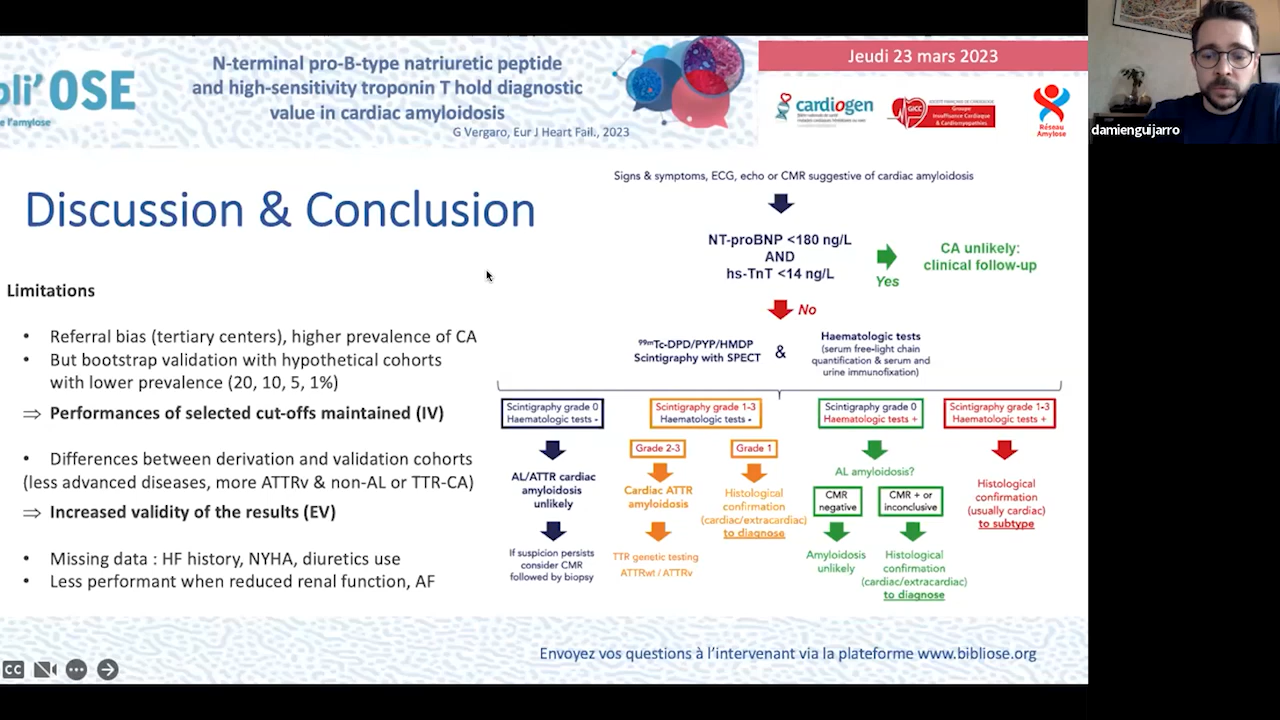 bli'OSE
e l'amylose
N-terminal pro-B-type natriuretic peptide
and high-sensitivity troponin T hold diagnostic
value in cardiac amyloidosis
G Vergaro, Eur J Heart Fail., 2023
Jeudi 23 mars 2023
cardiogen
GICC
Insuffisance Cardiaque
& Cardiomyopathies
Réseau
Amylose
damienguijarro
Discussion & Conclusion
Limitations
• Referral bias (tertiary centers), higher prevalence of CA
• But bootstrap validation with hypothetical cohorts
with lower prevalence (20, 10, 5, 1%)
⇒ Performances of selected cut-offs maintained (IV)
• Differences between derivation and validation cohorts
(less advanced diseases, more ATTRv & non-AL or TTR-CA)
⇒ Increased validity of the results (EV)
• Missing data : HF history, NYHA, diuretics use
• Less performant when reduced renal function, AF
Signs & symptoms, ECG, echo or CMR suggestive of cardiac amyloidosis
NT-proBNP <180 ng/L
AND
hs-TnT <14 ng/L
Yes
CA unlikely:
clinical follow-up
No
99mTc-DPD/PYP/HMDP
Scintigraphy with SPECT
&
Haematologic tests
(serum free-light chain
quantification & serum and
urine immunofixation)
Scintigraphy grade 0
Haematologic tests -
AL/ATTR cardiac
amyloidosis
unlikely
If suspicion persists
consider CMR
followed by biopsy
Scintigraphy grade 1-3
Haematologic tests -
Grade 2-3
Cardiac ATTR
amyloidosis
TTR genetic testing
ATTRwt / ATTRv
Grade 1
Histological
confirmation
(cardiac/extracardiac)
to diagnose
Scintigraphy grade 0
Haematologic tests +
AL amyloidosis?
CMR
negative
Amyloidosis
unlikely
CMR + or
inconclusive
Histological
confirmation
(cardiac/extracardiac)
to diagnose
Scintigraphy grade 1-3
Haematologic tests +
Histological
confirmation
(usually cardiac)
to subtype
CC
Envoyez vos questions à l'intervenant via la plateforme www.bibliose.org